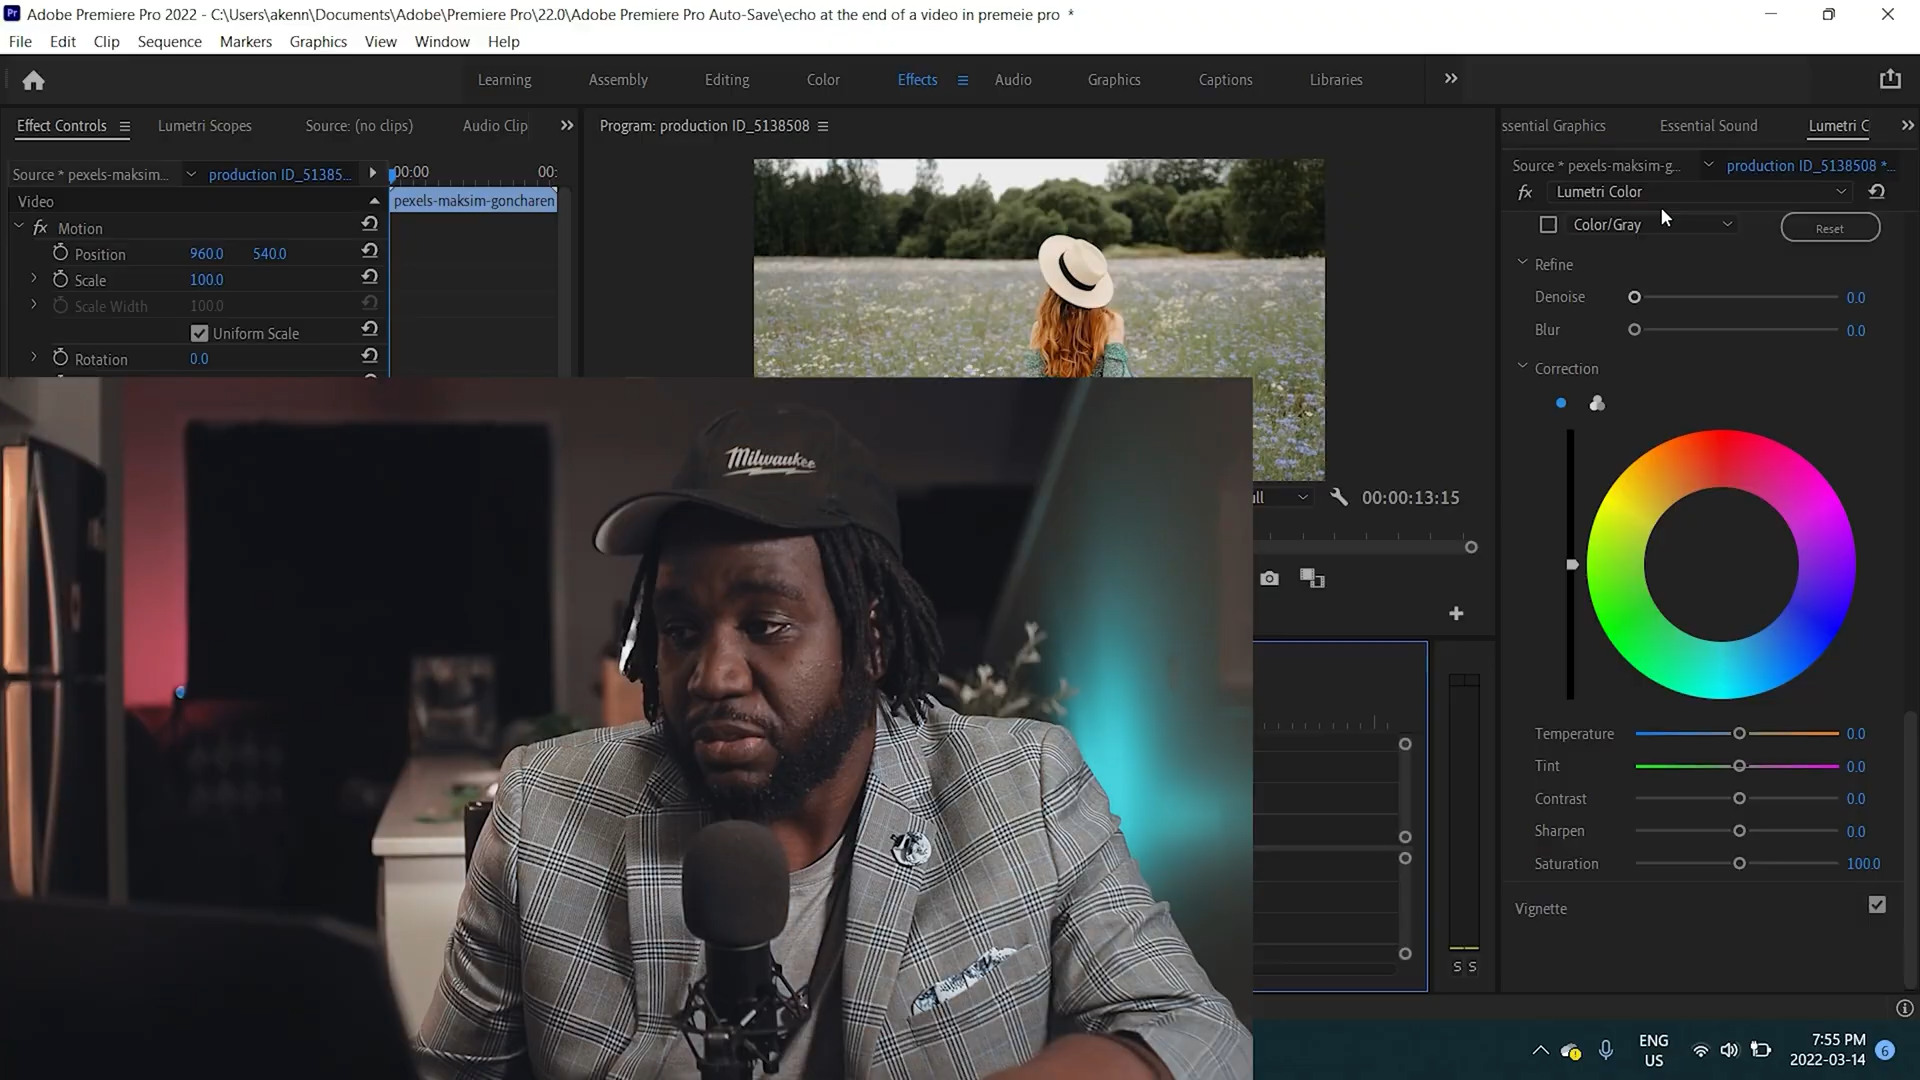 Pr Adobe Premiere Pro 2022 - C:\Users\akenn\Documents\Adobe\Premiere Pro\22.0\Adobe Premiere Pro Auto-Save\echo at the end of a video in premeie pro *
File Edit Clip Sequence Markers Graphics View Window Help
Learning Assembly Editing Color Effects Audio Graphics Captions Libraries
Effect Controls Lumetri Scopes Source: (no clips) Audio Clip
Program: production ID_5138508
ssential Graphics Essential Sound Lumetri C
Source * pexels-maksim... production ID_51385...
00:00 00:
Source * pexels-maksim-g... production ID_5138508 *...
Video
pexels-maksim-goncharen
fx Lumetri Color
fx Motion
Color/Gray
Reset
Position 960.0 540.0
Scale 100.0
Scale Width 100.0
Uniform Scale
Rotation 0.0
Refine
Denoise 0.0
Blur 0.0
Correction
Milwaukee
ull
00:00:13:15
Temperature 0.0
Tint 0.0
Contrast 0.0
Sharpen 0.0
Saturation 100.0
Vignette
S S
ENG
US
7:55 PM
2022-03-14
6